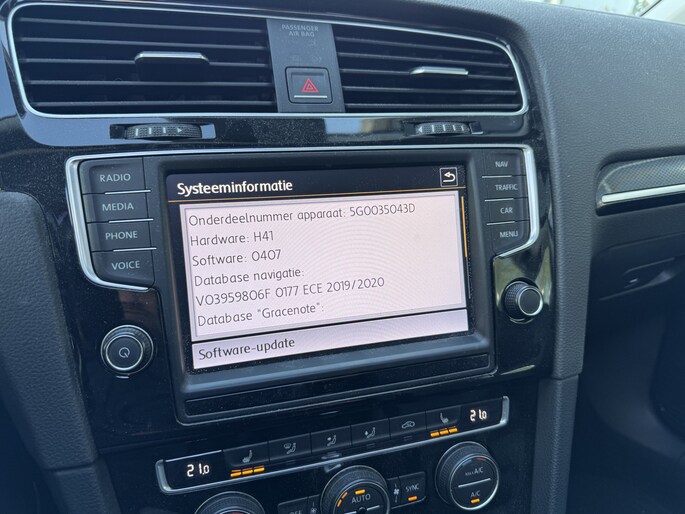 PASSENGER
AIR BAG
RADIO
MEDIA
PHONE
VOICE
Systeeminformatie
Onderdeelnummer apparaat: 5G0035043D
Hardware: H41
Software: 0407
Database navigatie:
V03959806F 0177 ECE 2019/2020
Database "Gracenote":
Software-update
NAV
TRAFFIC
CAR
MENU
21.0
21.0
AUTO
SYNC
A/C
A/C